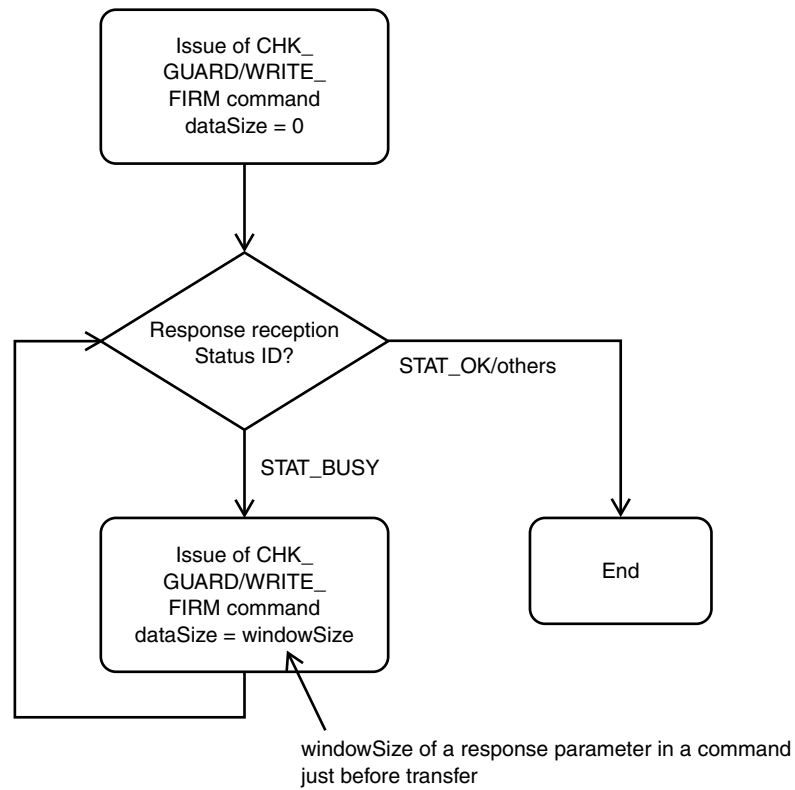 Issue of CHK_
GUARD/WRITE_
FIRM command
dataSize = 0
Response reception
Status ID?
STAT_OK/others
STAT_BUSY
Issue of CHK_
GUARD/WRITE_
FIRM command
dataSize = windowSize
End
windowSize of a response parameter in a command
just before transfer